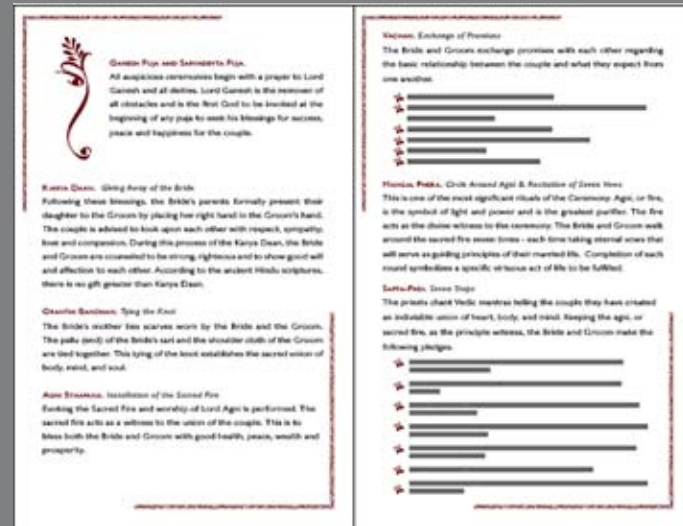 GANESH PUJA AND SARVADEVTA PUJA.
All auspicious ceremonies begin with a prayer to Lord
Ganesh and all deities. Lord Ganesh is the remover of
all obstacles and is the first God to be invoked at the
beginning of any puja to seek his blessings for success,
peace and happiness for the couple.
KANYA DAAN. Giving Away of the Bride
Following these blessings, the Bride's parents formally present their
daughter to the Groom by placing her right hand in the Groom's hand.
The couple is advised to look upon each other with respect, sympathy,
love and compassion. During this process of the Kanya Daan, the Bride
and Groom are counseled to be strong, righteous and to show good will
and affection to each other. According to the ancient Hindu scriptures,
there is no gift greater than Kanya Daan.
GRANTHI BANDHAN. Tying the Knot
The Bride's mother ties scarves worn by the Bride and the Groom.
The pallu (end) of the Bride's sari and the shoulder cloth of the Groom
are tied together. This tying of the knot establishes the sacred union of
body, mind, and soul.
AGNI STHAPANA. Installation of the Sacred Fire
Evoking the Sacred Fire and worship of Lord Agni is performed. The
sacred fire acts as a witness to the union of the couple. This is to
bless both the Bride and Groom with good health, peace, wealth and
prosperity.
VACHAN. Exchange of Promises
The Bride and Groom exchange promises with each other regarding
the basic relationship between the couple and what they expect from
one another.
MANGAL PHERA. Circle Around Agni & Recitation of Seven Vows
This is one of the most significant rituals of the Ceremony. Agni, or fire,
is the symbol of light and power and is the greatest purifier. The fire
acts as the divine witness to the ceremony. The Bride and Groom walk
around the sacred fire seven times - each time taking eternal vows that
will serve as guiding principles of their married life. Completion of each
round symbolizes a specific virtuous act of life to be fulfilled.
SAPTA-PADI. Seven Steps
The priests chant Vedic mantras telling the couple they have created
an indivisible union of heart, body, and mind. Keeping the agni, or
sacred fire, as the principle witness, the Bride and Groom make the
following pledges.